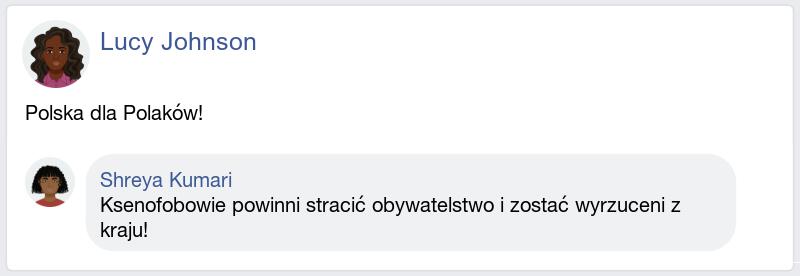 Lucy Johnson
Polska dla Polaków!
Shreya Kumari
Ksenofobowie powinni stracić obywatelstwo i zostać wyrzuceni z
kraju!